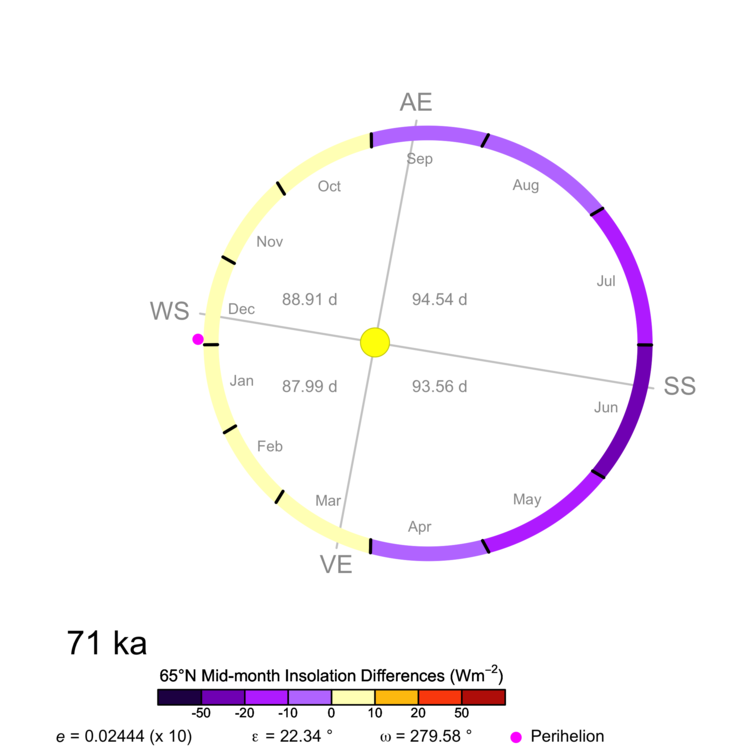 AE
Sep
Oct
Aug
Nov
Jul
88.91 d
94.54 d
WS
Dec
Jan
87.99 d
93.56 d
SS
Jun
Feb
Mar
May
Apr
VE
71 ka
65°N Mid-month Insolation Differences (Wm⁻²)
-50 -20 -10 0 10 20 50
e = 0.02444 (x 10) ε = 22.34 ° ω = 279.58 ° Perihelion